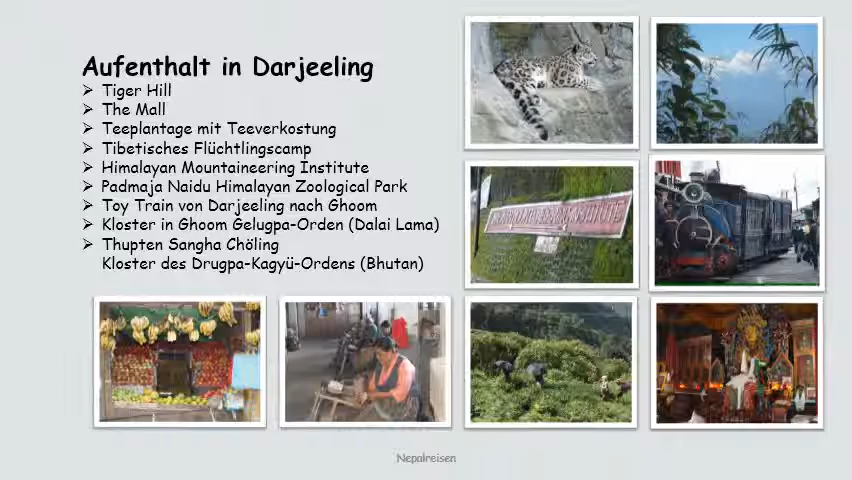 Aufenthalt in Darjeeling
➢ Tiger Hill
➢ The Mall
➢ Teeplantage mit Teeverkostung
➢ Tibetisches Flüchtlingscamp
➢ Himalayan Mountaineering Institute
➢ Padmaja Naidu Himalayan Zoological Park
➢ Toy Train von Darjeeling nach Ghoom
➢ Kloster in Ghoom Gelugpa-Orden (Dalai Lama)
➢ Thupten Sangha Chöling
Kloster des Drugpa-Kagyü-Ordens (Bhutan)
Nepalreisen